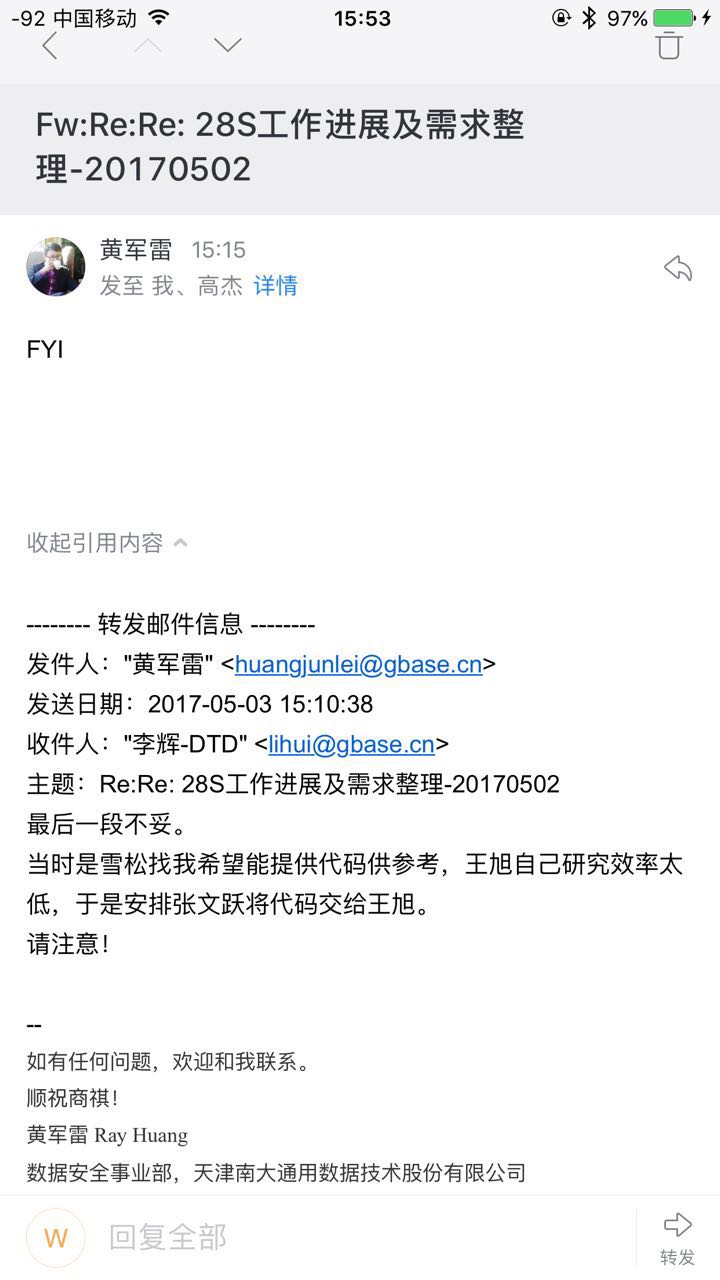 -92 中国移动 15:53 97%
Fw:Re:Re: 28S工作进展及需求整
理-20170502
黄军雷 15:15
发至 我、高杰 详情
FYI
收起引用内容
-------- 转发邮件信息 --------
发件人："黄军雷" <huangjunlei@gbase.cn>
发送日期：2017-05-03 15:10:38
收件人："李辉-DTD" <lihui@gbase.cn>
主题：Re:Re: 28S工作进展及需求整理-20170502
最后一段不妥。
当时是雪松找我希望能提供代码供参考，王旭自己研究效率太
低，于是安排张文跃将代码交给王旭。
请注意！
--
如有任何问题，欢迎和我联系。
顺祝商祺！
黄军雷 Ray Huang
数据安全事业部，天津南大通用数据技术股份有限公司
W 回复全部
转发